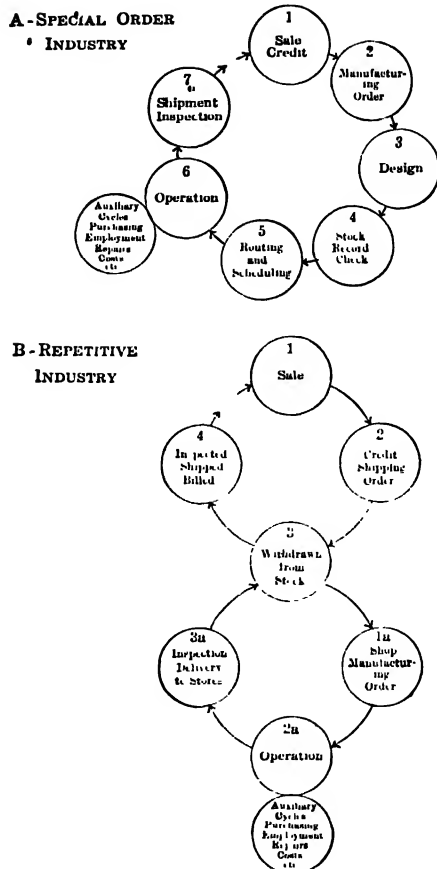 A - SPECIAL ORDER
INDUSTRY
1
Sale
Credit
2
Manufactur-
ing
Order
3
Design
4
Stock
Record
Check
5
Routing
and
Scheduling
6
Operation
Auxiliary
Cycles
Purchasing
Employment
Repairs
Costs
etc
7
Shipment
Inspection
B - REPETITIVE
INDUSTRY
1
Sale
2
Credit
Shipping
Order
3
Withdrawn
from
Stock
4
Inspected
Shipped
Billed
1a
Shop
Manufactur-
ing
Order
2a
Operation
Auxiliary
Cycles
Purchasing
Employment
Repairs
Costs
etc
3a
Inspection
Delivery
to Stores